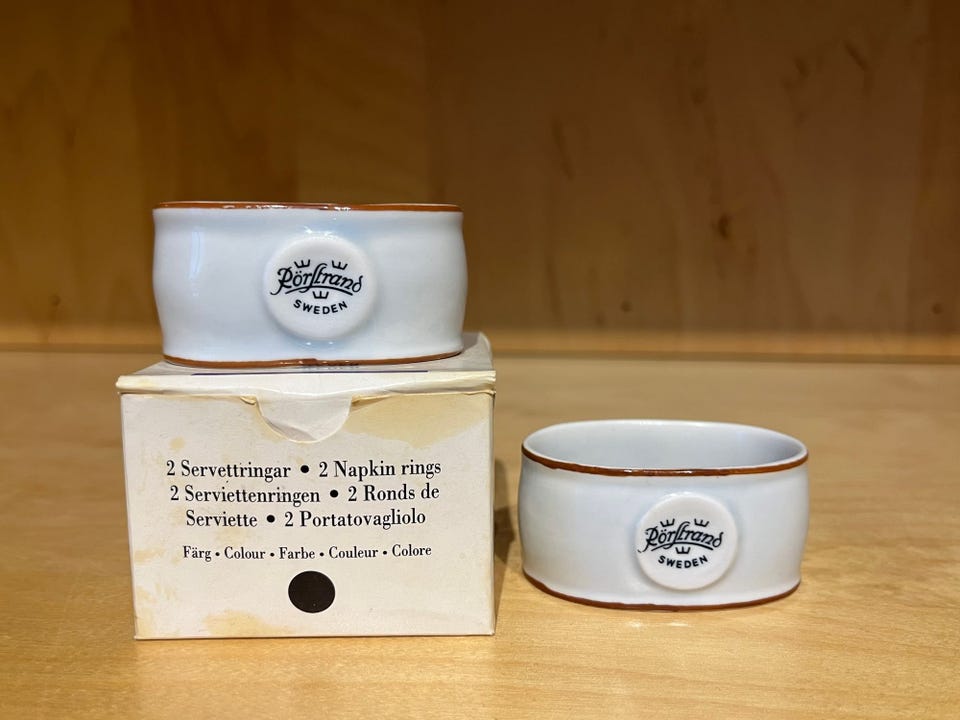 Rörstrand
SWEDEN
2 Servettringar • 2 Napkin rings
2 Serviettenringen • 2 Ronds de
Serviette • 2 Portatovagliolo
Färg • Colour • Farbe • Couleur • Colore
Rörstrand
SWEDEN